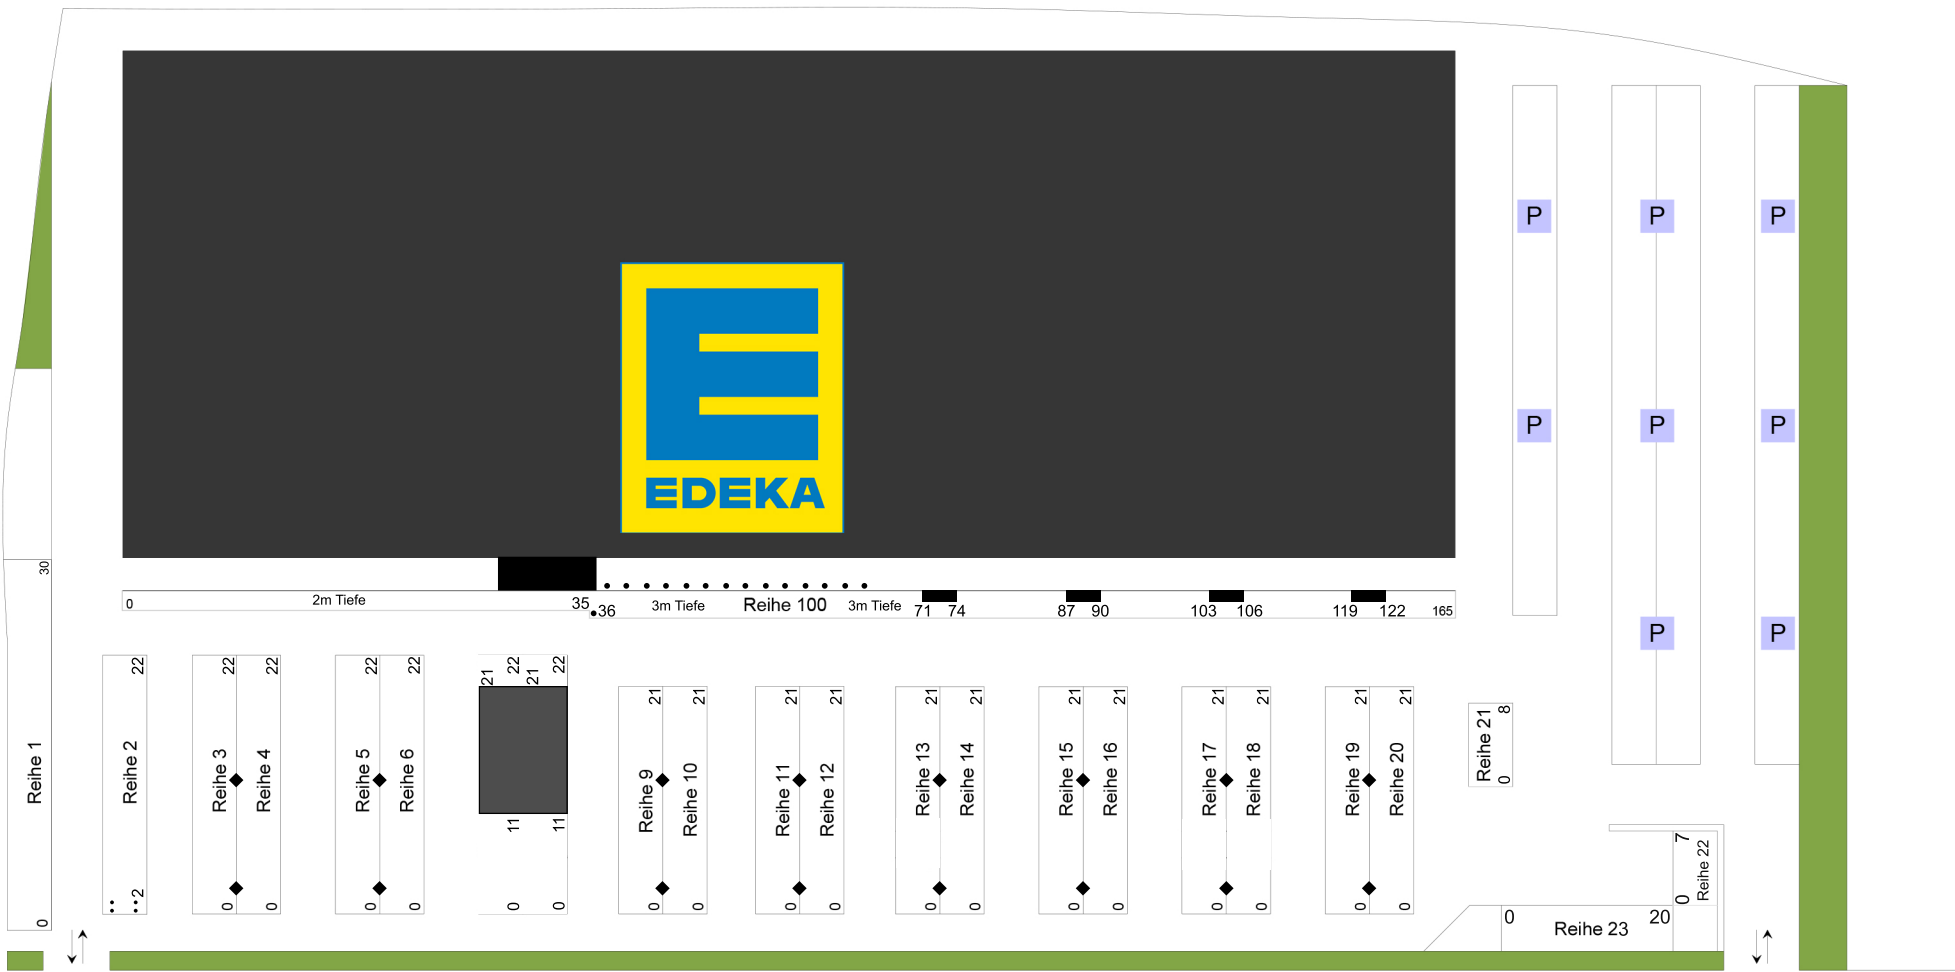 P P P
EDEKA
P P P
30
0 2m Tiefe 35 36 3m Tiefe Reihe 100 3m Tiefe 71 74 87 90 103 106 119 122 165
P P
22 22 22 22 22 21 22 21 22
21 21 21 21 21 21 21 21 21 21 21 21
8
Reihe 1
Reihe 2
Reihe 3
Reihe 4
Reihe 5
Reihe 6
11 11
Reihe 9
Reihe 10
Reihe 11
Reihe 12
Reihe 13
Reihe 14
Reihe 15
Reihe 16
Reihe 17
Reihe 18
Reihe 19
Reihe 20
Reihe 21
0
7
Reihe 22
0
2
0 0 0 0 0 0 0 0 0 0 0 0 0 0 0 0 0 0 0
0 20
Reihe 23